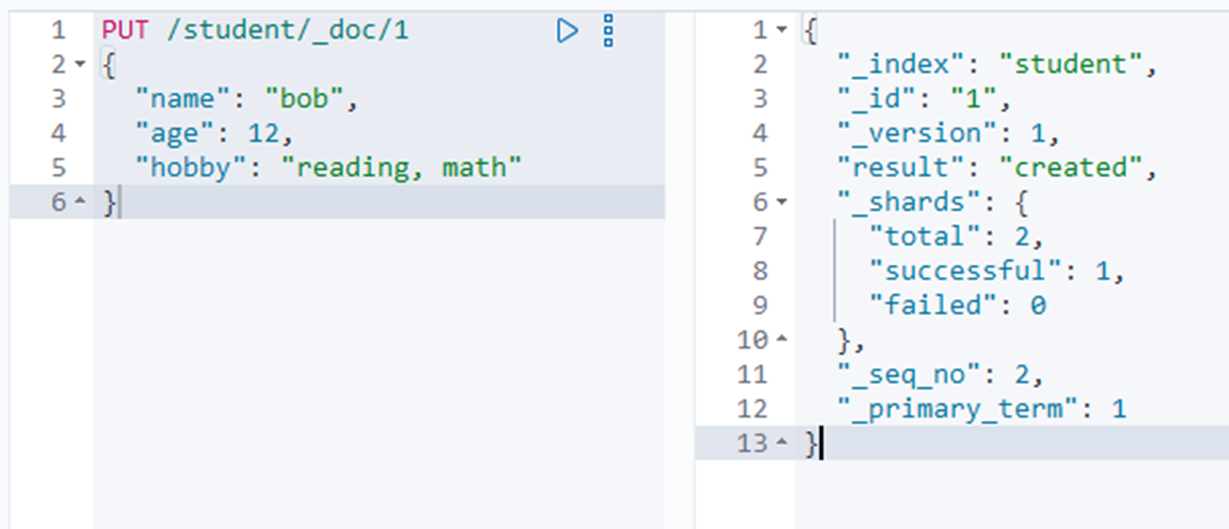 1 PUT /student/_doc/1
2 {
3 "name": "bob",
4 "age": 12,
5 "hobby": "reading, math"
6 }
1 {
2 "_index": "student",
3 "_id": "1",
4 "_version": 1,
5 "result": "created",
6 "_shards": {
7 "total": 2,
8 "successful": 1,
9 "failed": 0
10 },
11 "_seq_no": 2,
12 "_primary_term": 1
13 }